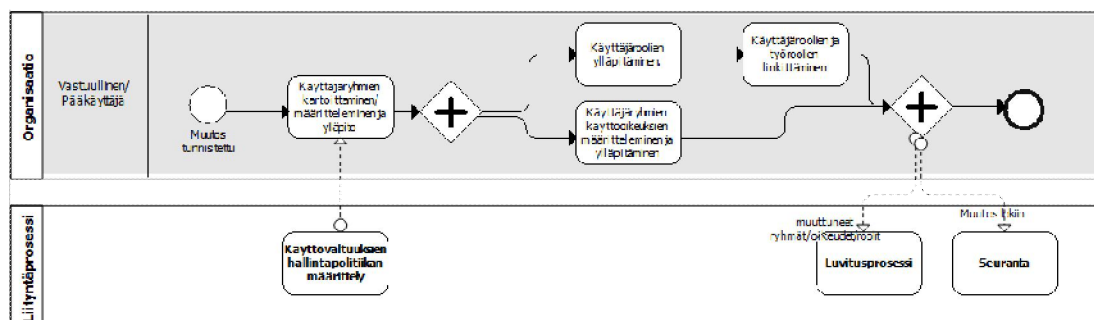 Organisaatio
Vastuullinen/
Pääkäyttäjä
Muutos
tunnistettu
Käyttäjäryhmien
kartoittaminen/
määritteleminen ja
ylläpito
Käyttäjäroolien
ylläpitäminen
Käyttäjäroolien ja
työroolien
linkittäminen
Käyttäjäryhmien
käyttöoikeuksien
määritteleminen ja
ylläpitäminen
Liityntäprosessi
Käyttövaltuuksien
hallintapolitiikan
määrittely
muuttuneet
ryhmät/oikeudet/roolit
Muutos lokiin
Luvitusprosessi
Seuranta